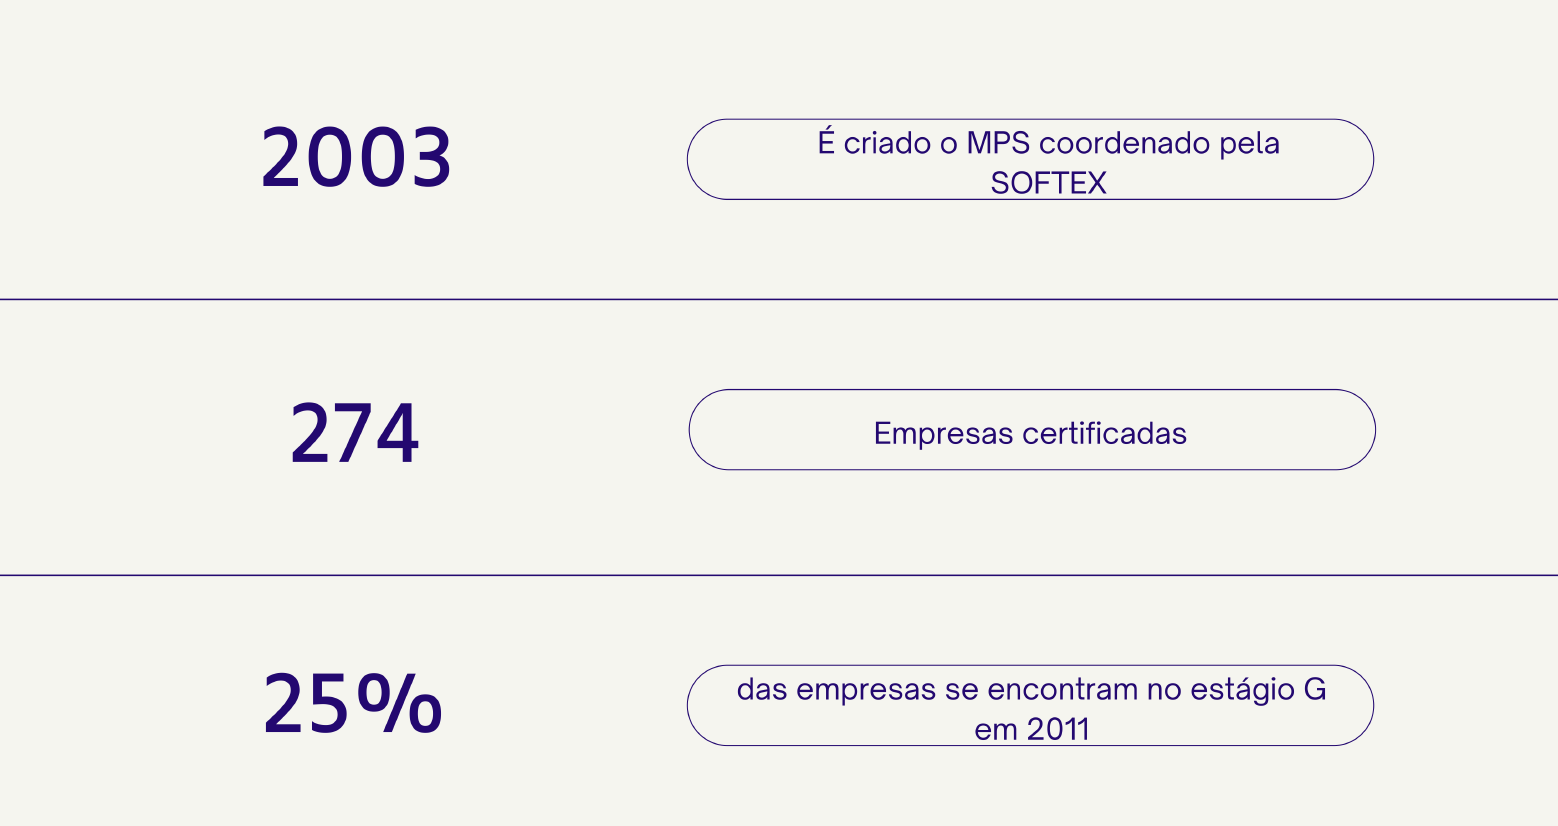 2003
É criado o MPS coordenado pela
SOFTEX
274
Empresas certificadas
25%
das empresas se encontram no estágio G
em 2011